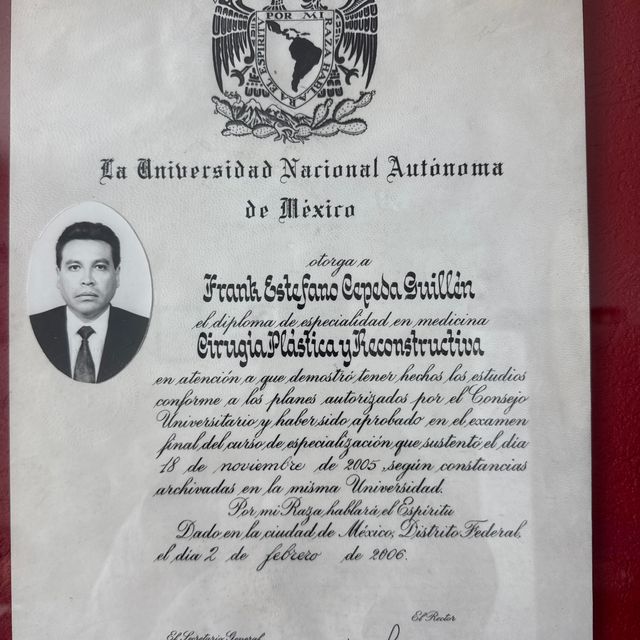 POR MI RAZA HABLARA EL ESPIRITU
La Universidad Nacional Autónoma
de México
otorga a
Frank Estefano Cepeda Guillén
el diploma de especialidad en medicina
Cirugía Plástica y Reconstructiva
en atención a que demostró tener hechos los estudios
conforme a los planes autorizados por el Consejo
Universitario y haber sido aprobado en el examen
final del curso de especialización que sustentó el día
18 de noviembre de 2005, según constancias
archivadas en la misma Universidad.
Por mi Raza hablará el Espíritu
Dado en la ciudad de México, Distrito Federal,
el día 2 de febrero de 2006.
El Rector
El Secretario General